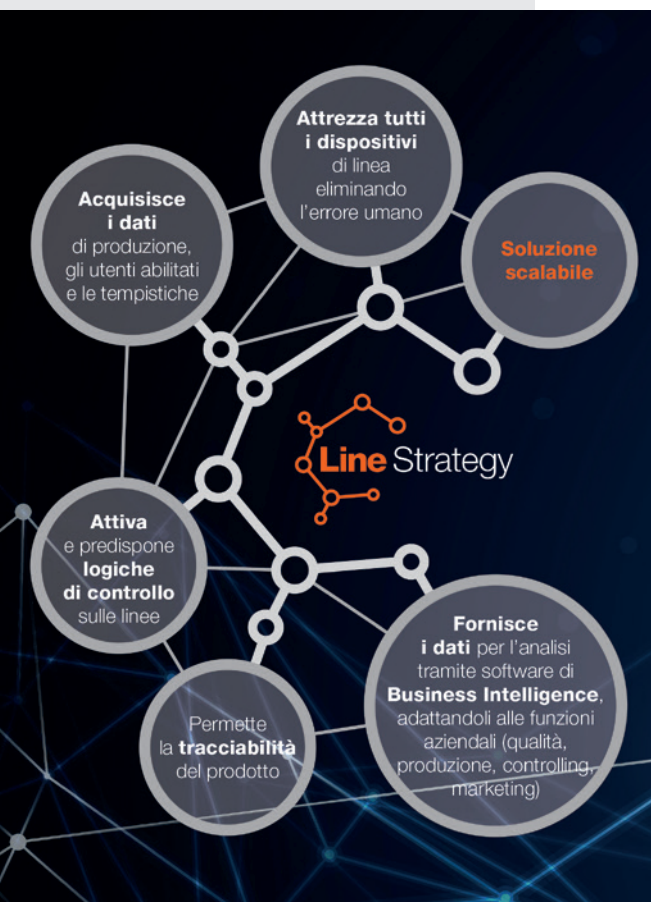 Attrezza tutti
i dispositivi
di linea
eliminando
l'errore umano
Acquisisce
i dati
di produzione,
gli utenti abilitati
e le tempistiche
Soluzione
scalabile
Line Strategy
Attiva
e predispone
logiche
di controllo
sulle linee
Fornisce
i dati per l'analisi
tramite software di
Business Intelligence,
adattandoli alle funzioni
aziendali (qualità,
produzione, controlling,
marketing)
Permette
la tracciabilità
del prodotto